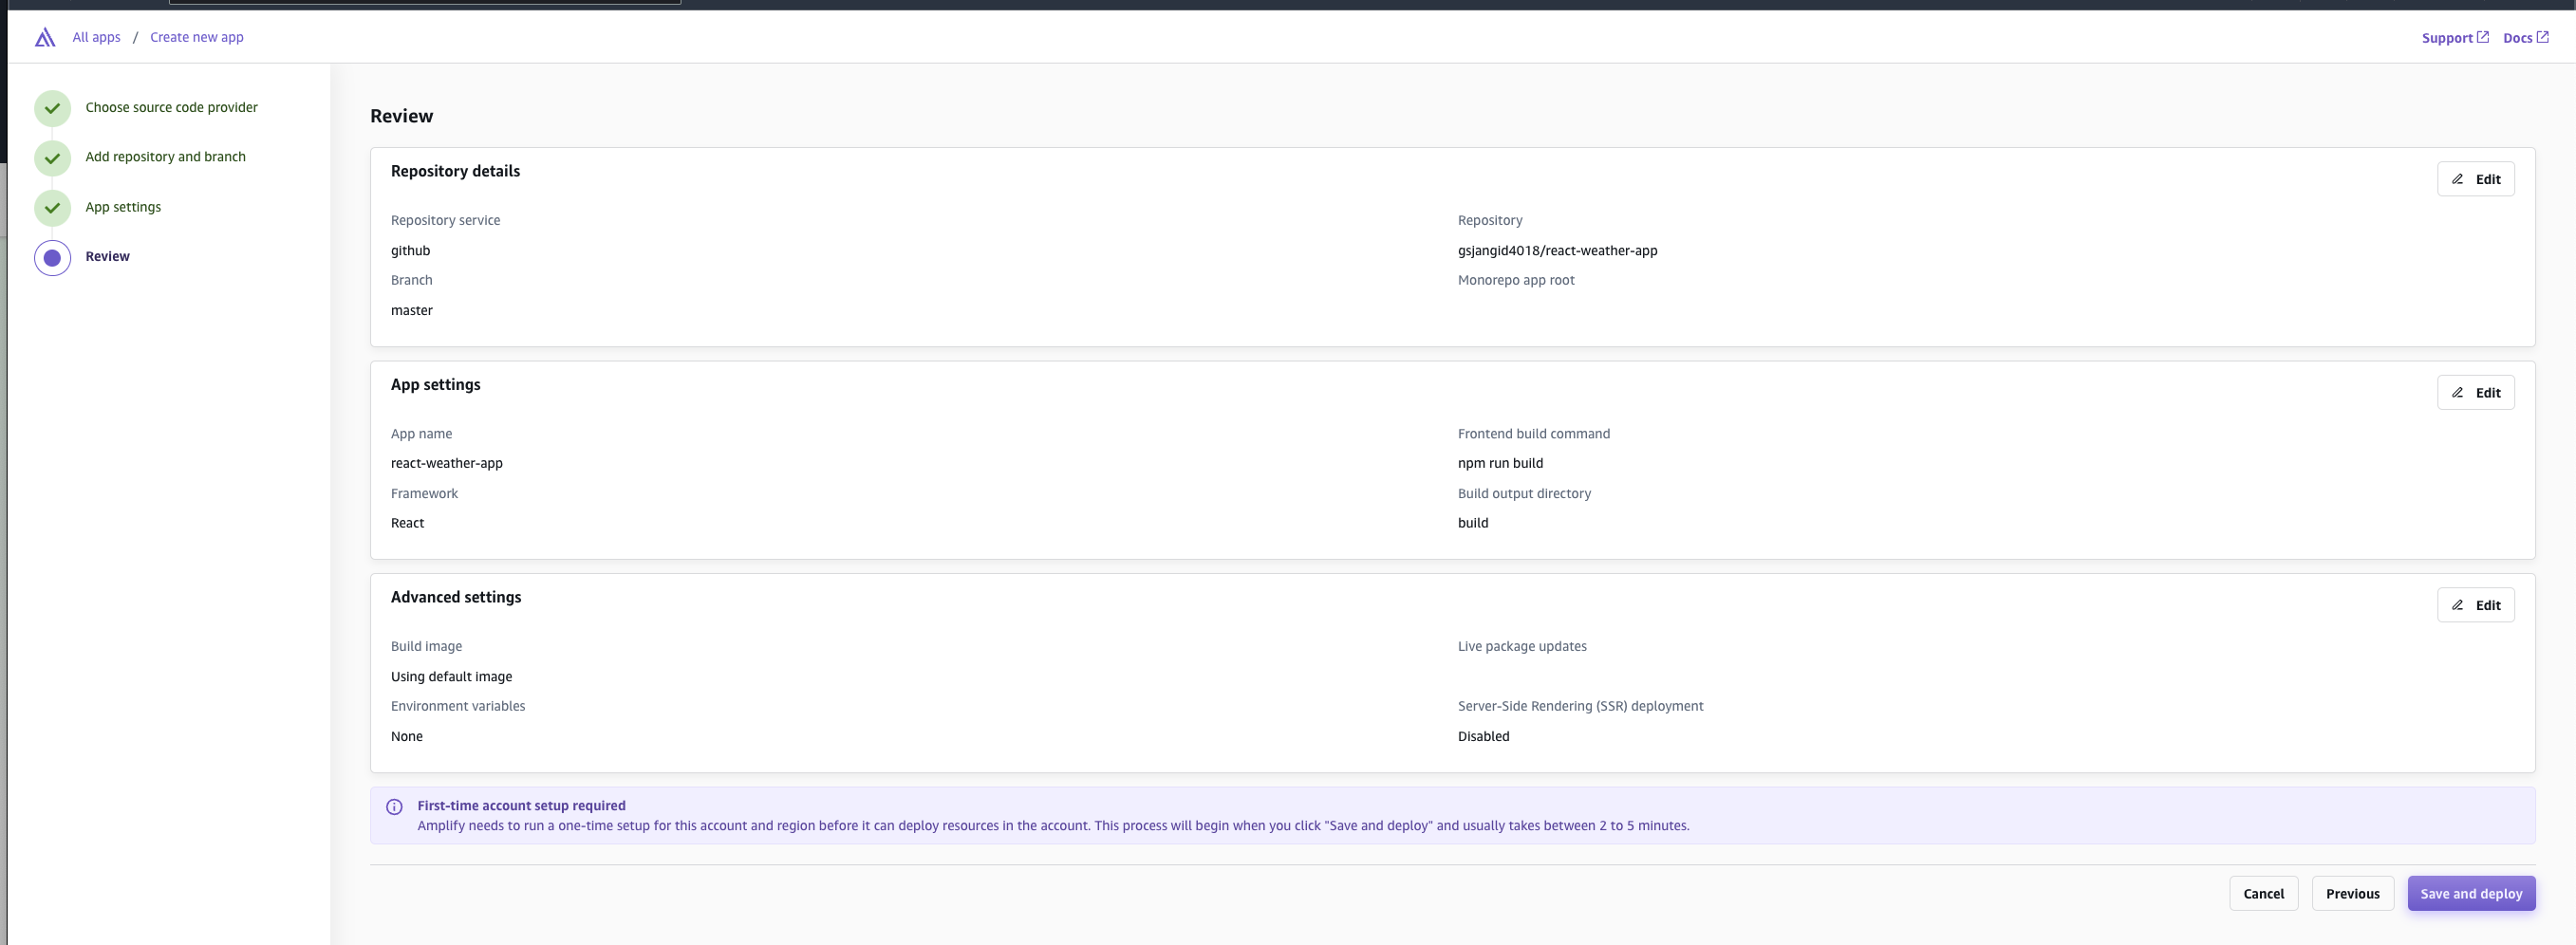 All apps / Create new app
Support Docs
Choose source code provider
Add repository and branch
App settings
Review
Review
Repository details
Edit
Repository service
Repository
github
gsjangid4018/react-weather-app
Branch
Monorepo app root
master
App settings
Edit
App name
Frontend build command
react-weather-app
npm run build
Framework
Build output directory
React
build
Advanced settings
Edit
Build image
Live package updates
Using default image
Environment variables
Server-Side Rendering (SSR) deployment
None
Disabled
First-time account setup required
Amplify needs to run a one-time setup for this account and region before it can deploy resources in the account. This process will begin when you click "Save and deploy" and usually takes between 2 to 5 minutes.
Cancel
Previous
Save and deploy